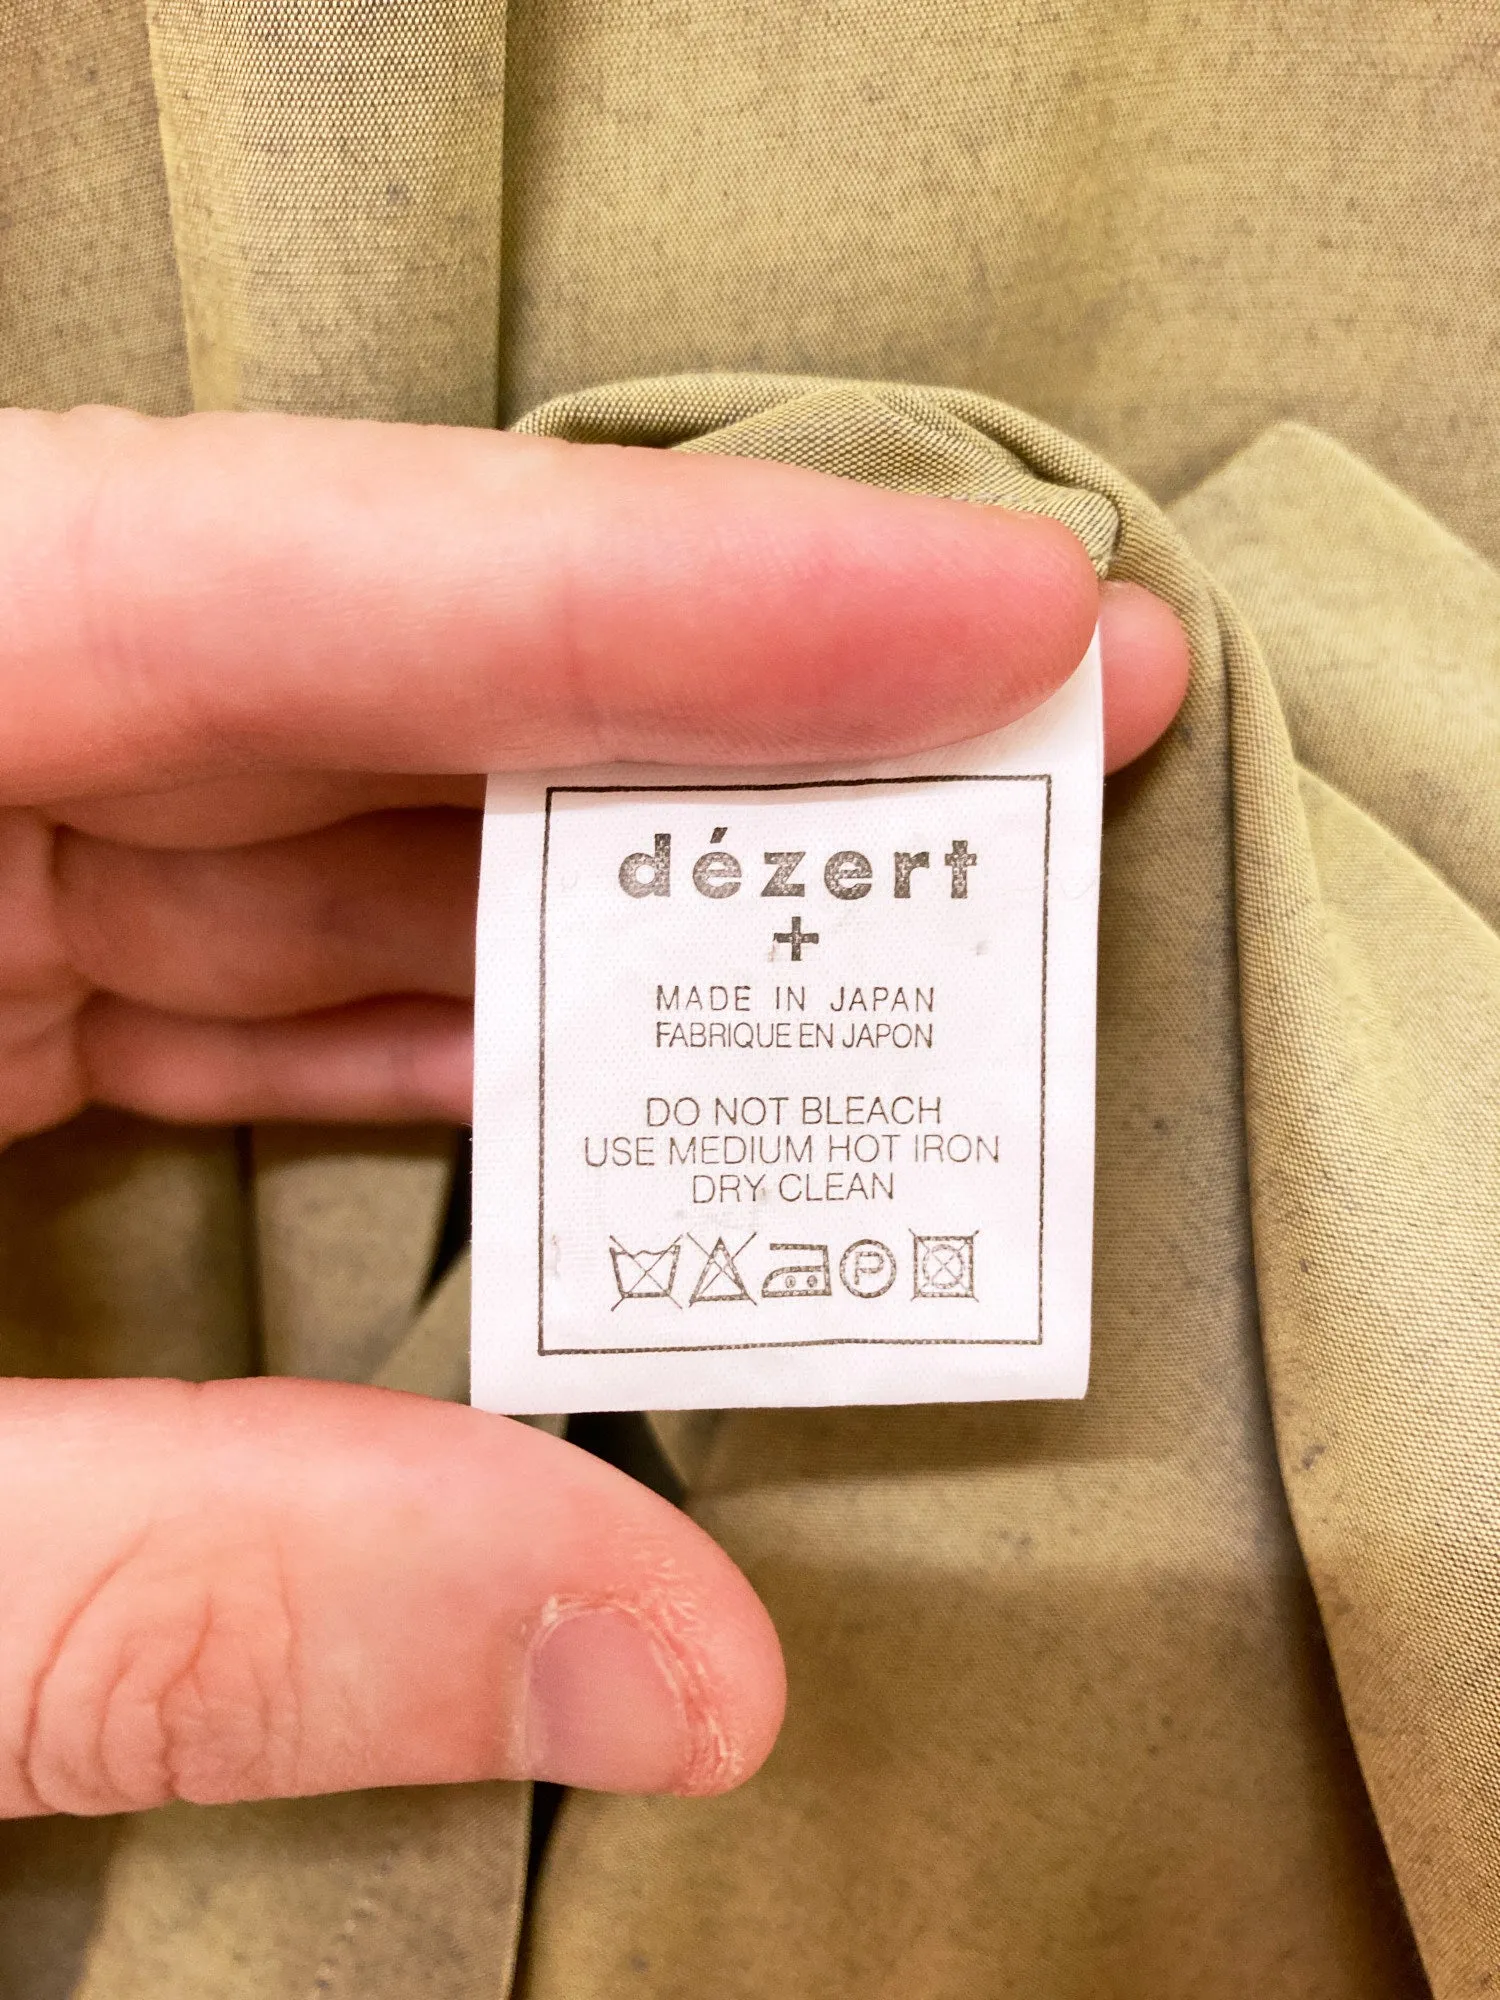 dézert
+
MADE IN JAPAN
FABRIQUE EN JAPON
DO NOT BLEACH
USE MEDIUM HOT IRON
DRY CLEAN
P